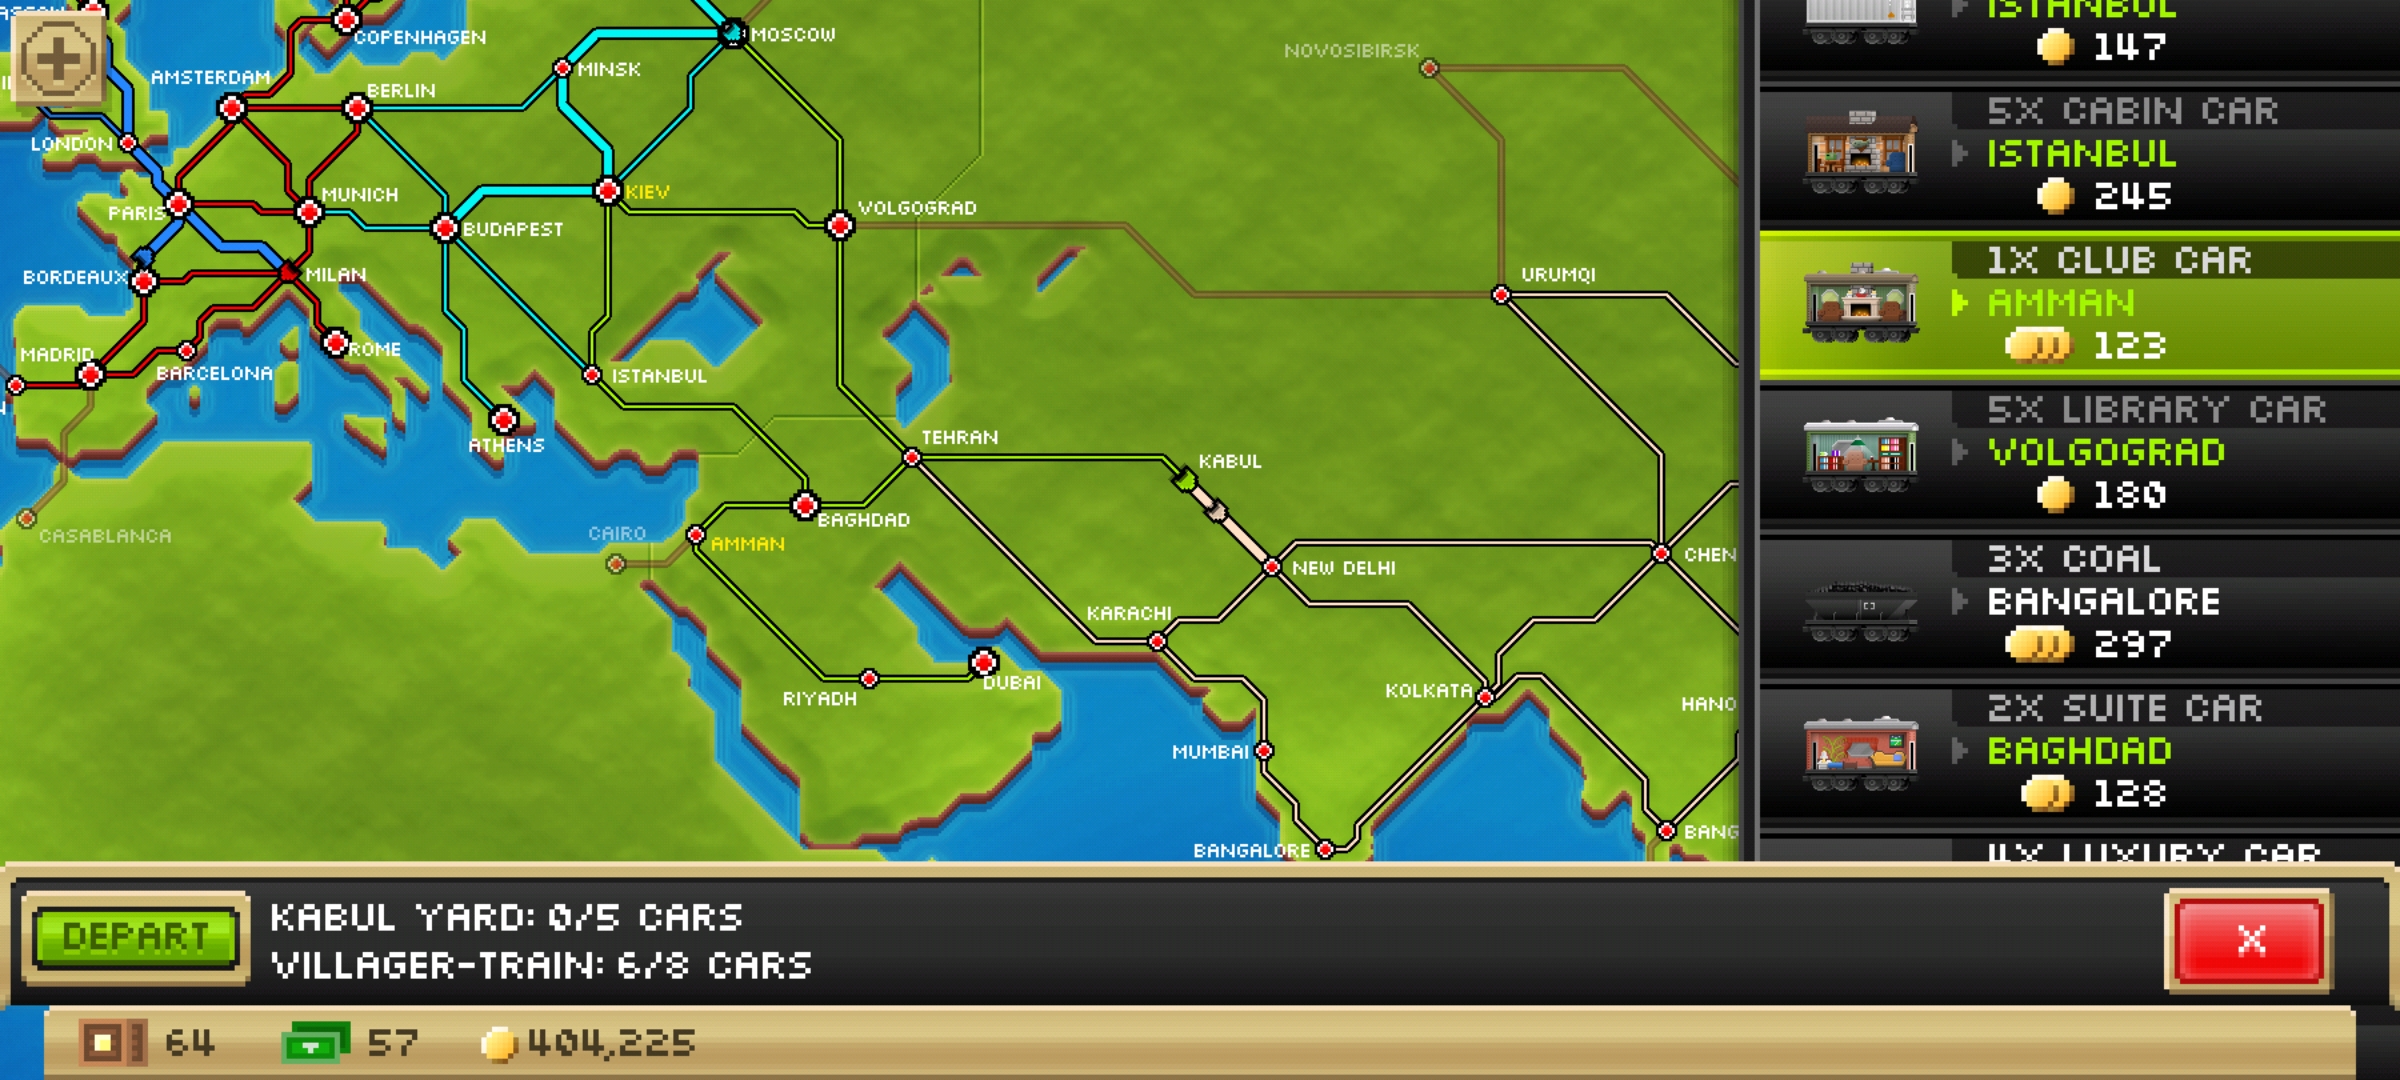 COPENHAGEN
MOSCOW
NOVOSIBIRSK
AMSTERDAM
MINSK
BERLIN
LONDON
MUNICH
KIEV
PARIS
VOLGOGRAD
BUDAPEST
BORDEAUX
MILAN
URUMQI
MADRID
ROME
BARCELONA
ISTANBUL
ATHENS
TEHRAN
KABUL
CASABLANCA
CAIRO
AMMAN
BAGHDAD
NEW DELHI
CHEN
KARACHI
RIYADH
DUBAI
KOLKATA
HANO
MUMBAI
BANG
BANGALORE
ISTANBUL
147
5X CABIN CAR
ISTANBUL
245
1X CLUB CAR
AMMAN
123
5X LIBRARY CAR
VOLGOGRAD
180
3X COAL
BANGALORE
297
2X SUITE CAR
BAGHDAD
128
4X LUXURY CAR
DEPART
KABUL YARD: 0/5 CARS
VILLAGER-TRAIN: 6/8 CARS
X
64
57
404,225